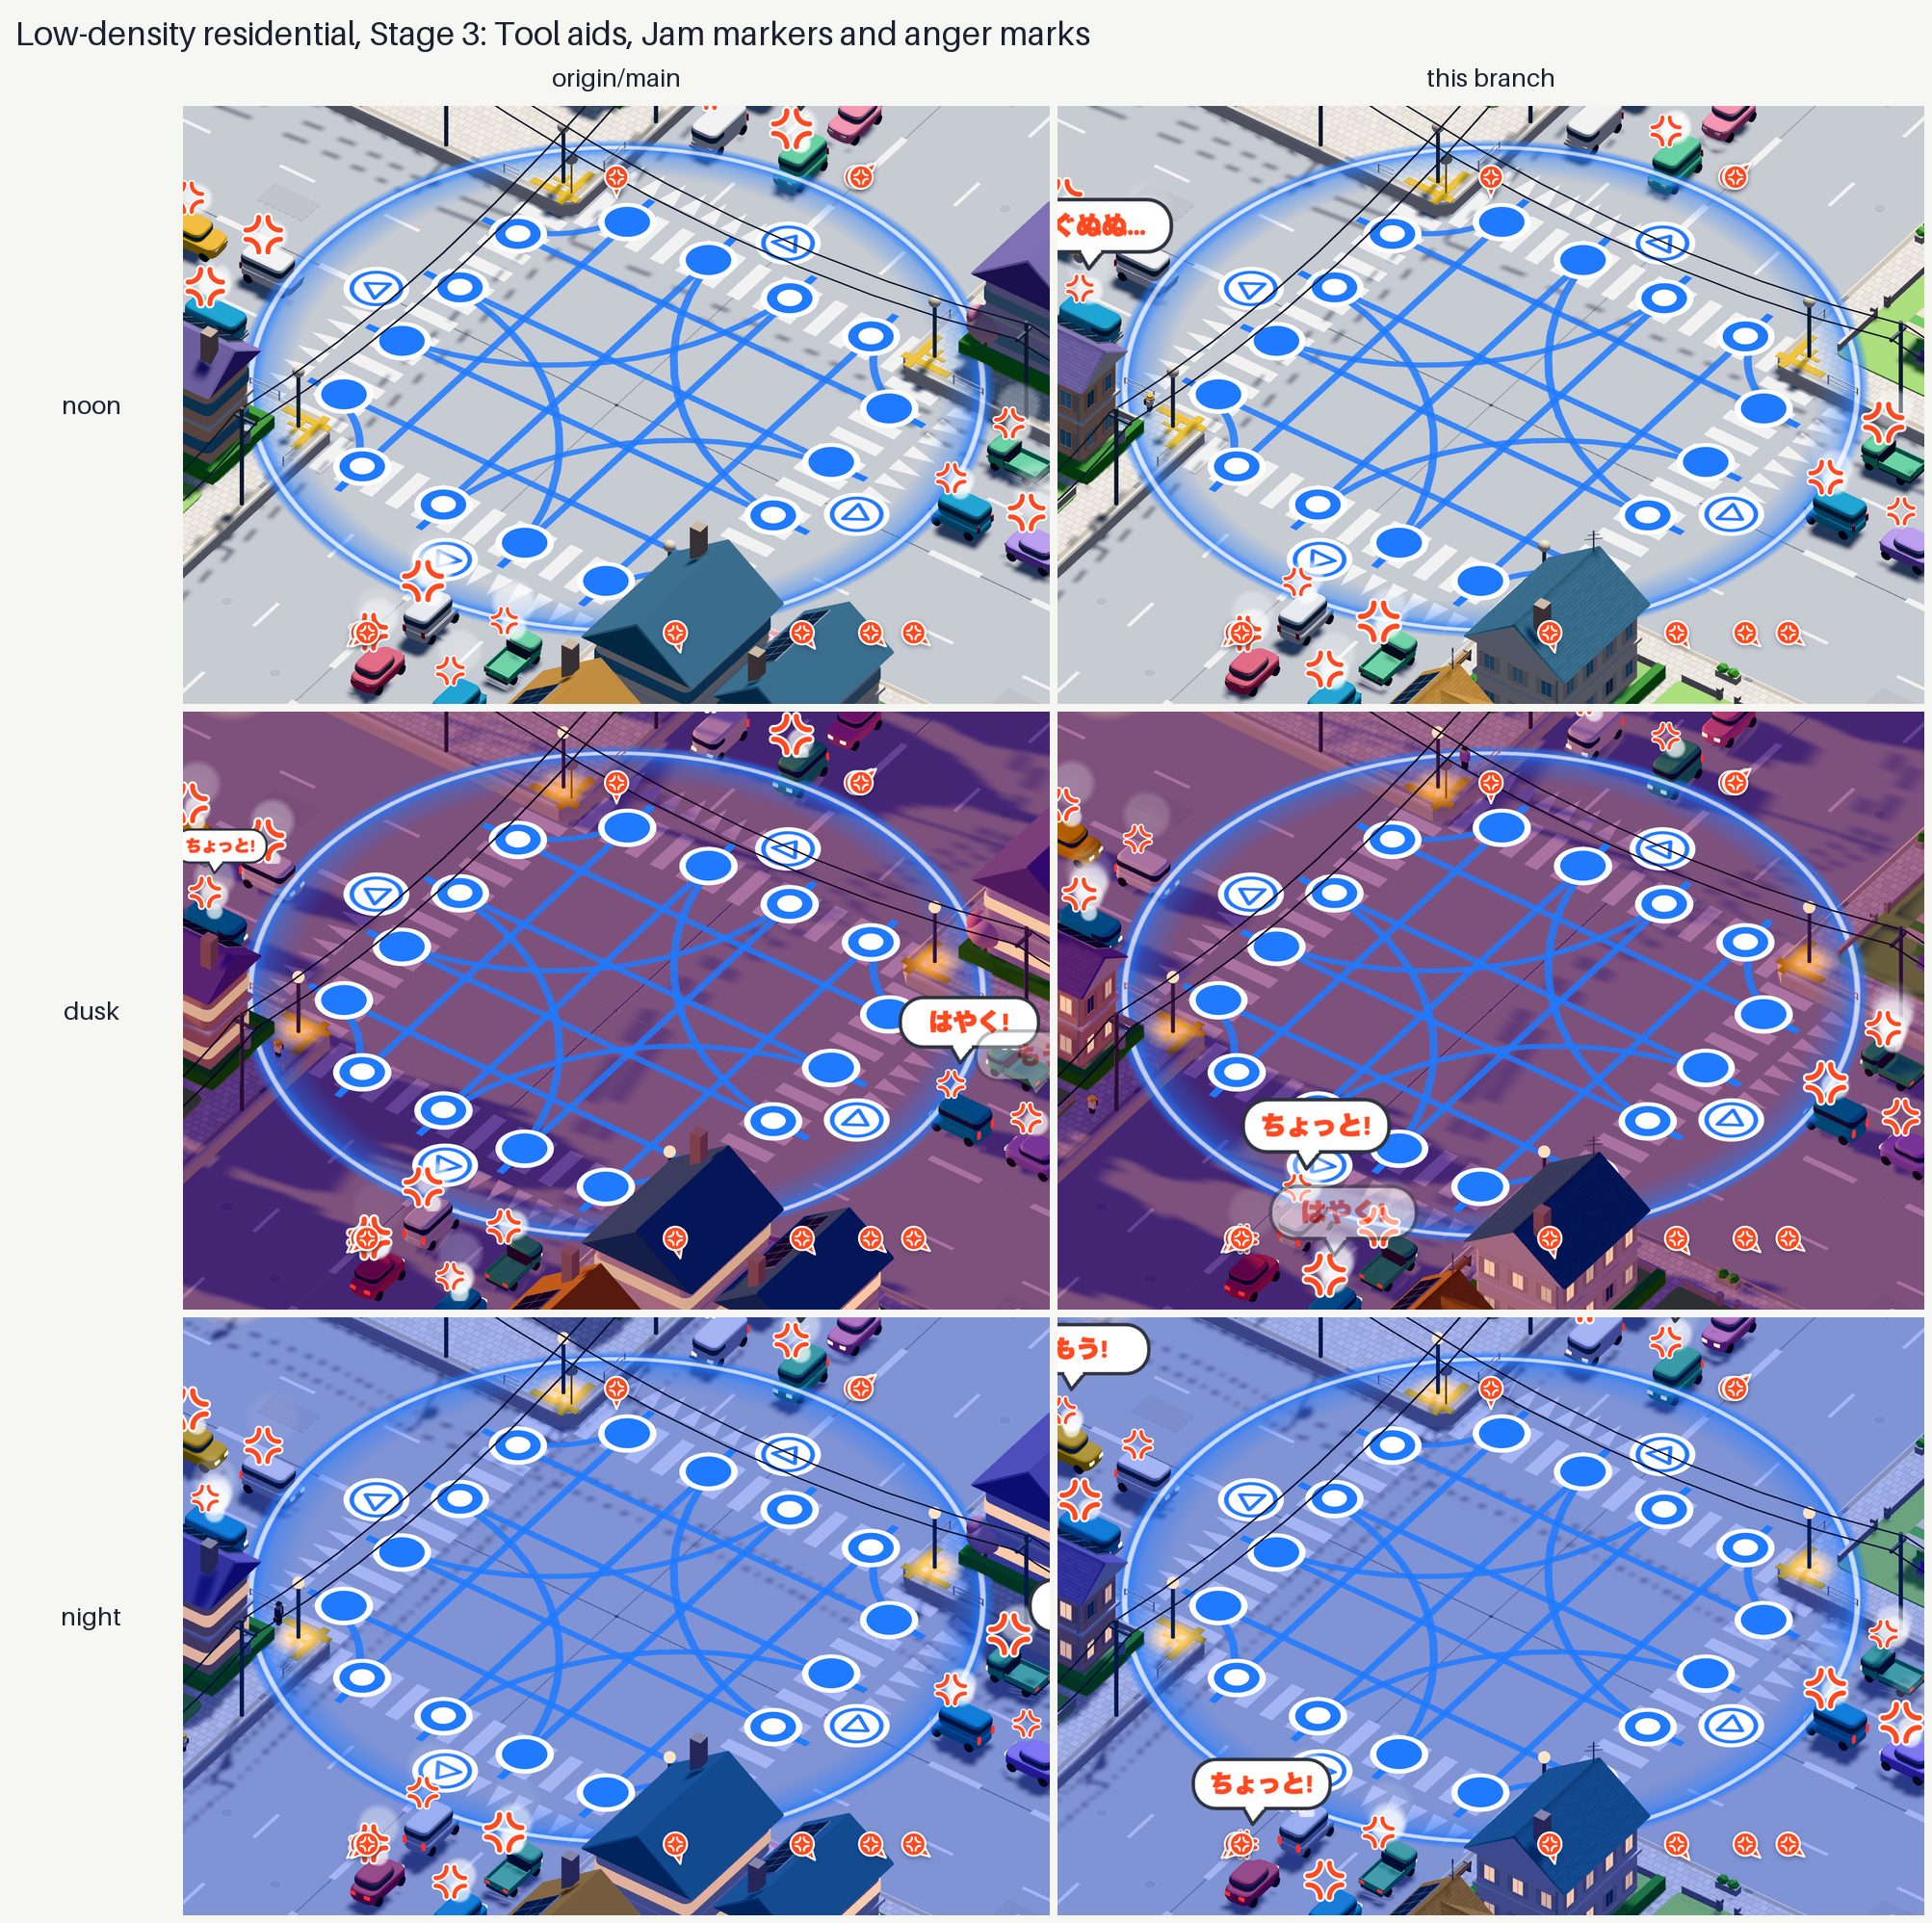 Low-density residential, Stage 3: Tool aids, Jam markers and anger marks
origin/main
this branch
noon
ぐぬぬ...
dusk
ちょっと!
はやく!
もう
ちょっと!
はやく!
night
もう!
ちょっと!